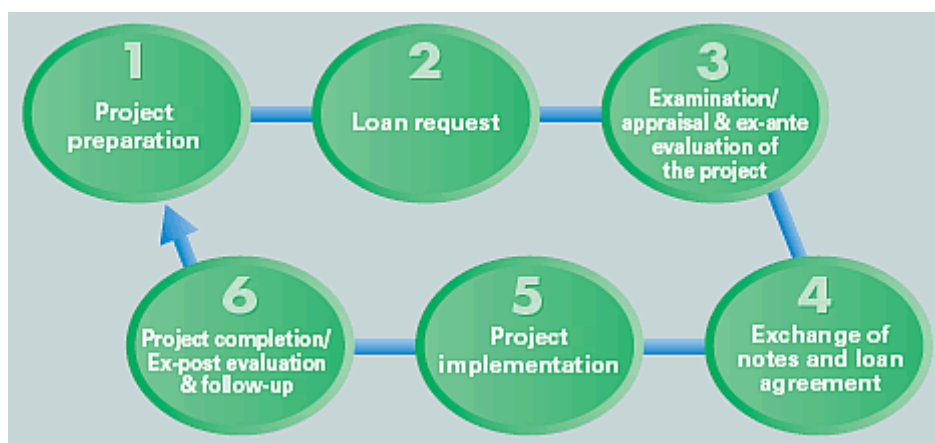 1
Project
preparation
2
Loan request
3
Examination/
appraisal & ex-ante
evaluation of
the project
4
Exchange of
notes and loan
agreement
5
Project
implementation
6
Project completion/
Ex-post evaluation
& follow-up